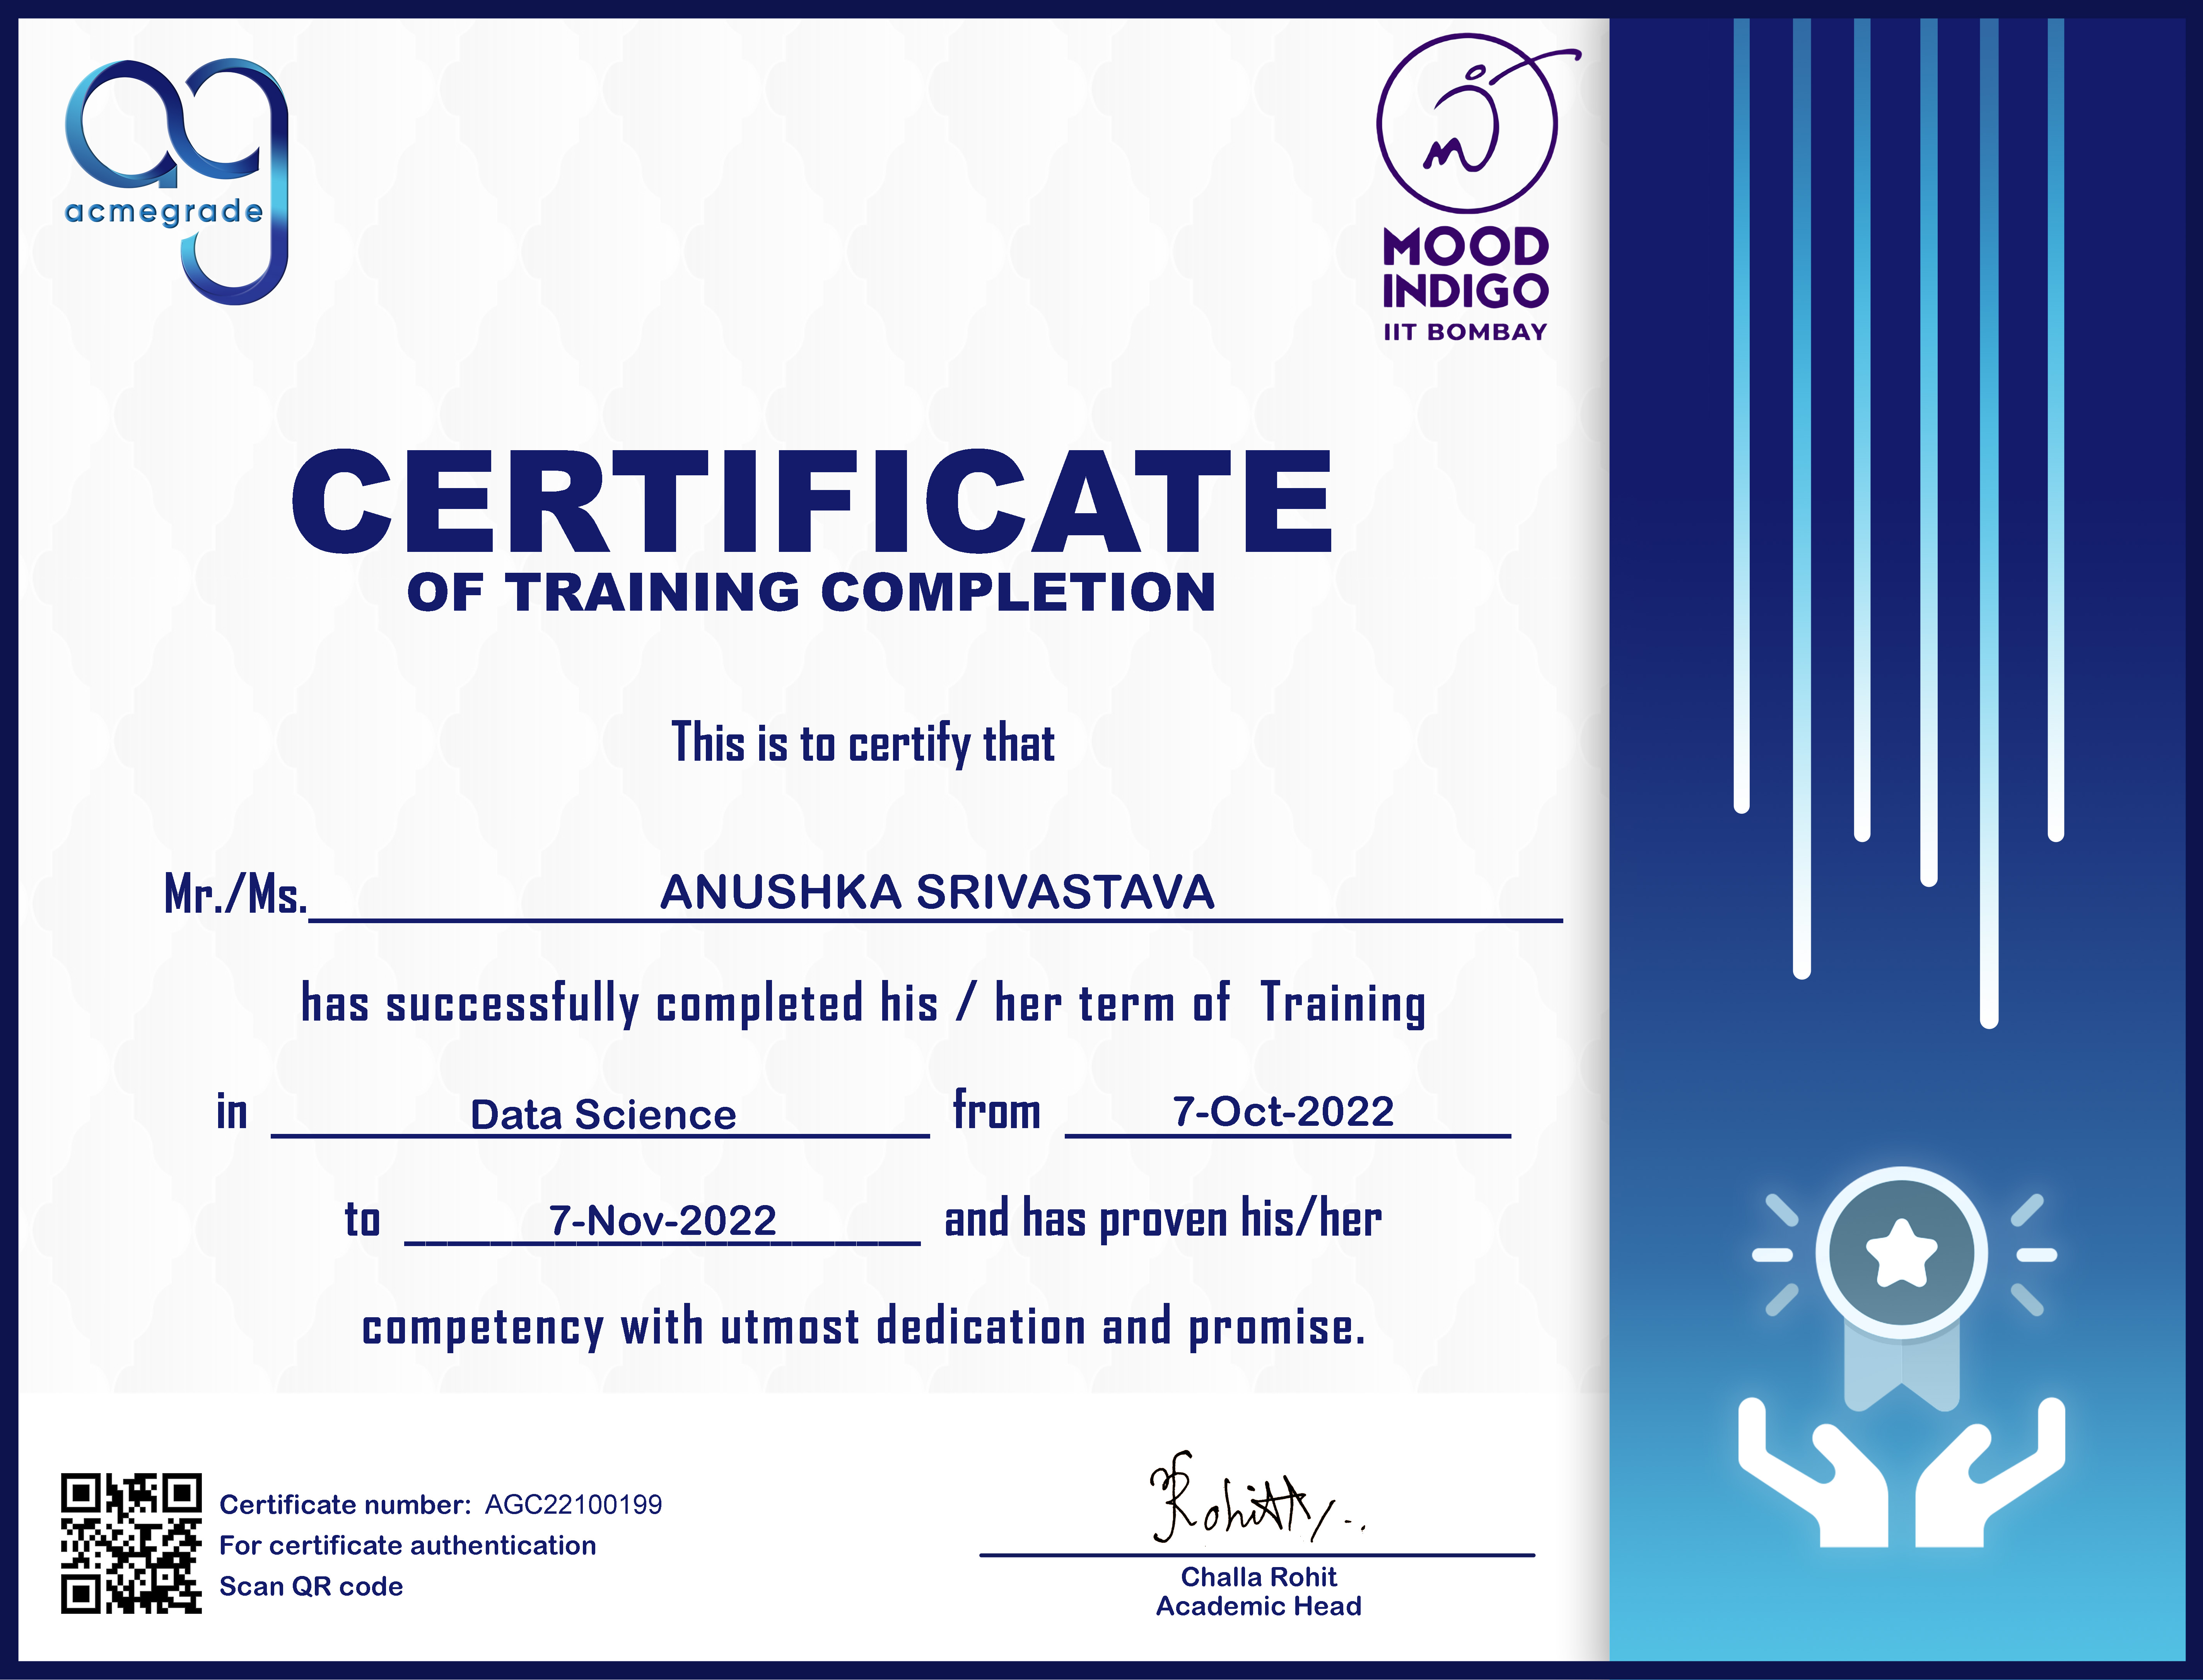 acmegrade
MOOD
INDIGO
IIT BOMBAY
CERTIFICATE
OF TRAINING COMPLETION
This is to certify that
Mr./Ms. ANUSHKA SRIVASTAVA
has successfully completed his / her term of Training
in Data Science from 7-Oct-2022
to 7-Nov-2022 and has proven his/her
competency with utmost dedication and promise.
Certificate number: AGC22100199
For certificate authentication
Scan QR code
Rohitt
Challa Rohit
Academic Head